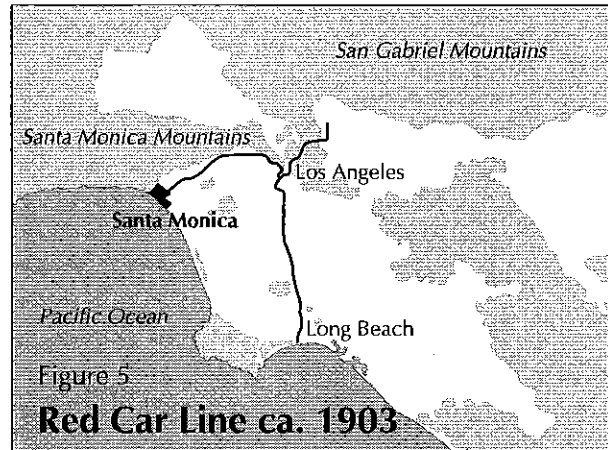 San Gabriel Mountains
Santa Monica Mountains
Los Angeles
Santa Monica
Pacific Ocean
Long Beach
Figure 5
Red Car Line ca. 1903